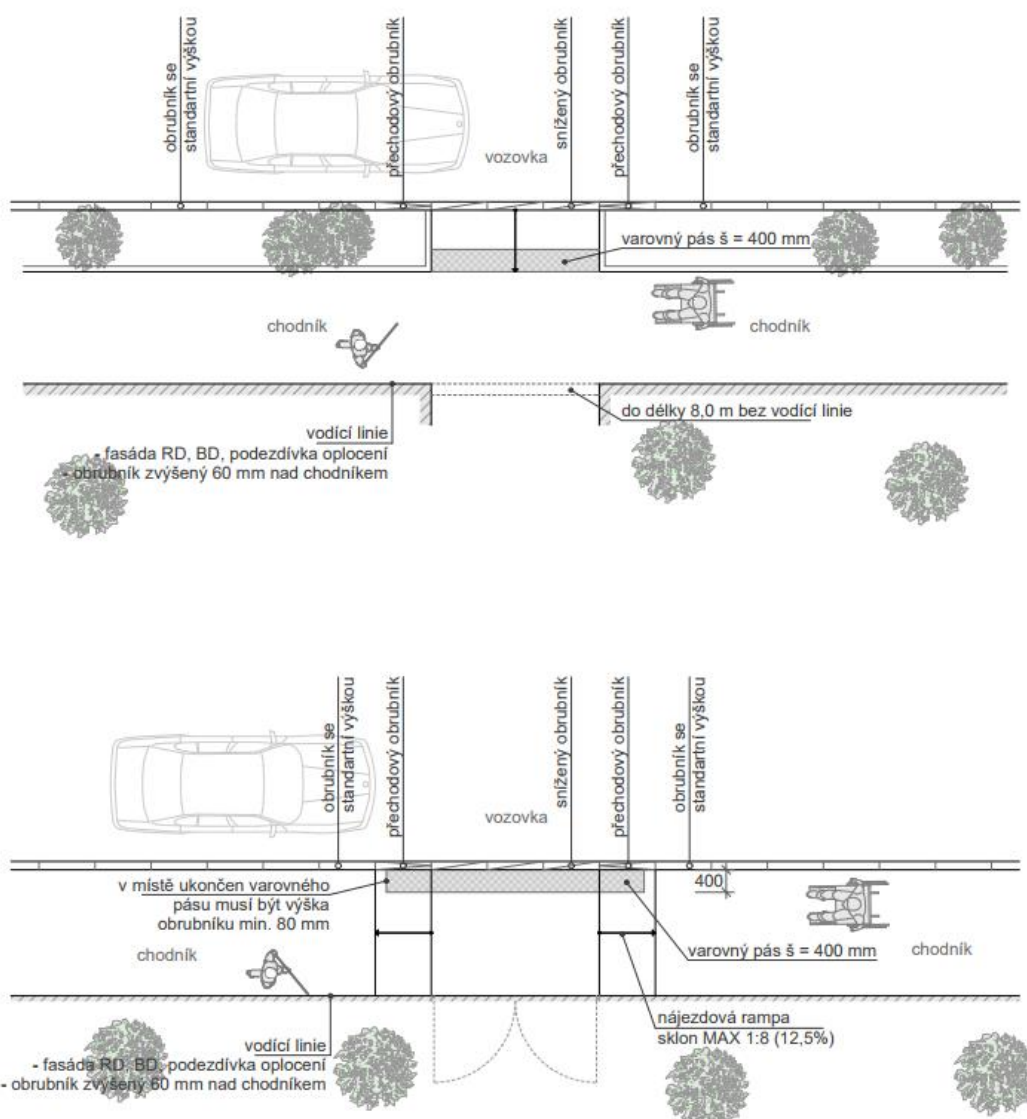 obrubník se
standartní výškou
přechodový obrubník
snížený obrubník
přechodový obrubník
obrubník se
standartní výškou
vozovka
varovný pás š = 400 mm
chodník
chodník
do délky 8,0 m bez vodící linie
vodící linie
- fasáda RD, BD, podezdívka oplocení
- obrubník zvýšený 60 mm nad chodníkem
obrubník se
standartní výškou
přechodový obrubník
snížený obrubník
přechodový obrubník
obrubník se
standartní výškou
vozovka
v místě ukončen varovného
pásu musí být výška
obrubníku min. 80 mm
400
chodník
varovný pás š = 400 mm
chodník
nájezdová rampa
sklon MAX 1:8 (12,5%)
vodící linie
- fasáda RD, BD, podezdívka oplocení
- obrubník zvýšený 60 mm nad chodníkem